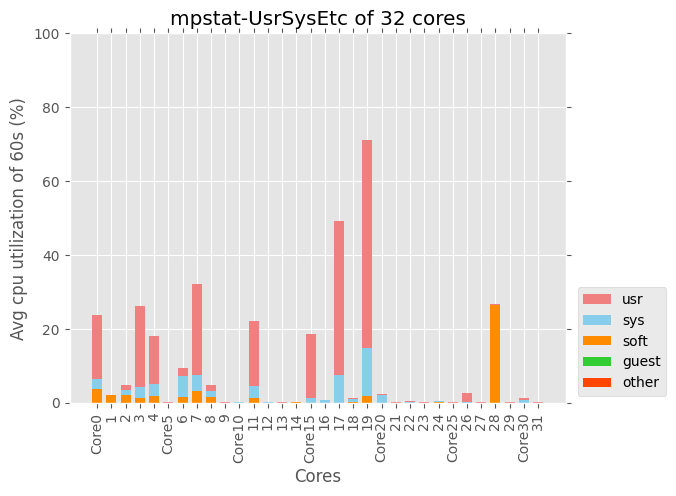 mpstat-UsrSysEtc of 32 cores
Avg cpu utilization of 60s (%)
100
80
60
40
20
0
Core0
1
2
3
4
Core5
6
7
8
9
Core10
11
12
13
14
Core15
16
17
18
19
Core20
21
22
23
24
Core25
26
27
28
29
Core30
31
Cores
usr
sys
soft
guest
other